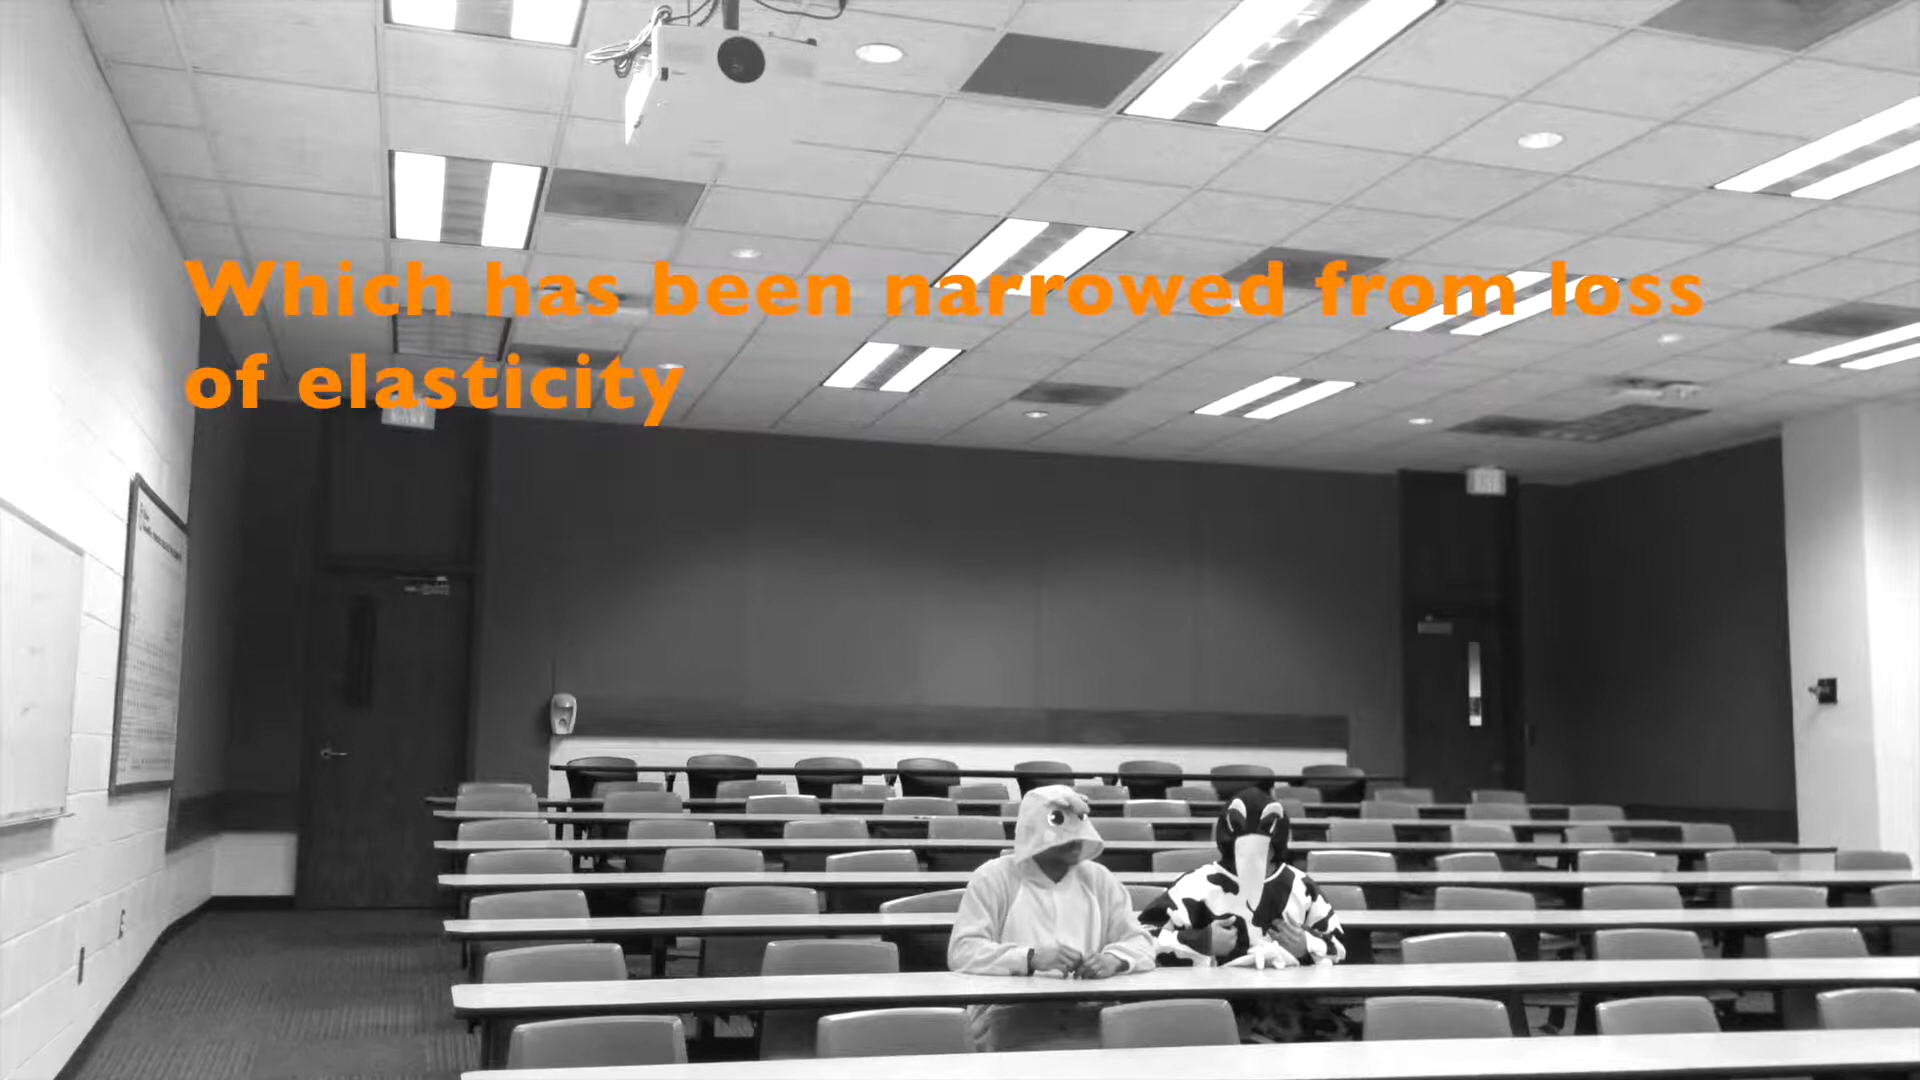 Which has been narrowed from loss
of elasticity